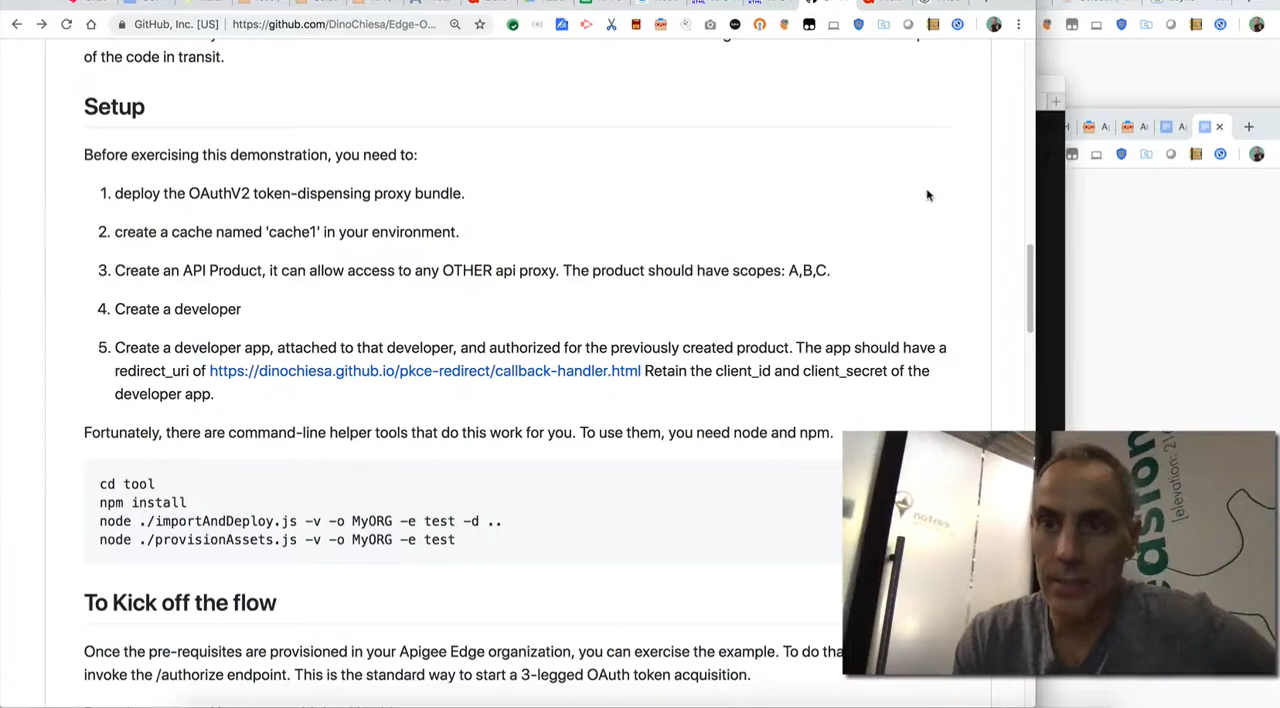 GitHub, Inc. [US]
https://github.com/DinoChiesa/Edge-O...
of the code in transit.
Setup
Before exercising this demonstration, you need to:
1. deploy the OAuthV2 token-dispensing proxy bundle.
2. create a cache named 'cache1' in your environment.
3. Create an API Product, it can allow access to any OTHER api proxy. The product should have scopes: A,B,C.
4. Create a developer
5. Create a developer app, attached to that developer, and authorized for the previously created product. The app should have a
redirect_uri of https://dinochiesa.github.io/pkce-redirect/callback-handler.html Retain the client_id and client_secret of the
developer app.
Fortunately, there are command-line helper tools that do this work for you. To use them, you need node and npm.
cd tool
npm install
node ./importAndDeploy.js -v -o MyORG -e test -d ..
node ./provisionAssets.js -v -o MyORG -e test
To Kick off the flow
Once the pre-requisites are provisioned in your Apigee Edge organization, you can exercise the example. To do tha
invoke the /authorize endpoint. This is the standard way to start a 3-legged OAuth token acquisition.